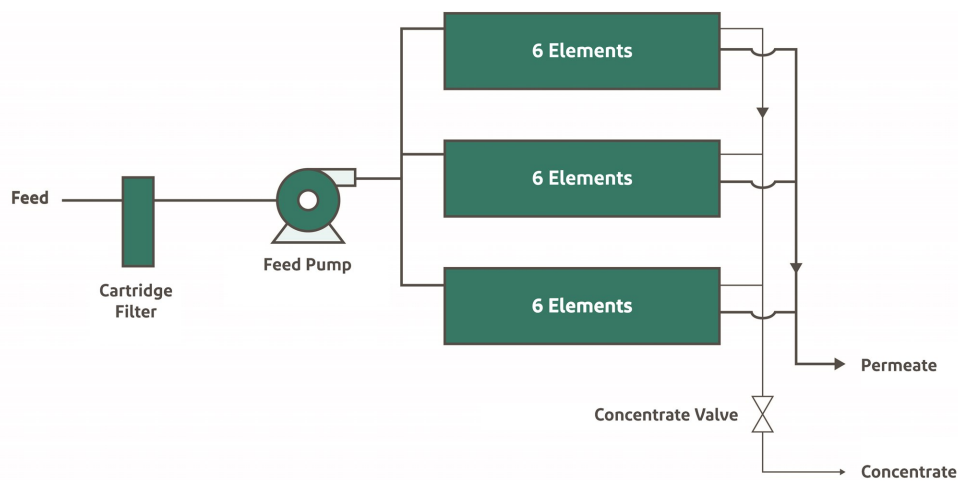 6 Elements
6 Elements
Feed
Feed Pump
Cartridge
Filter
6 Elements
Permeate
Concentrate Valve
Concentrate